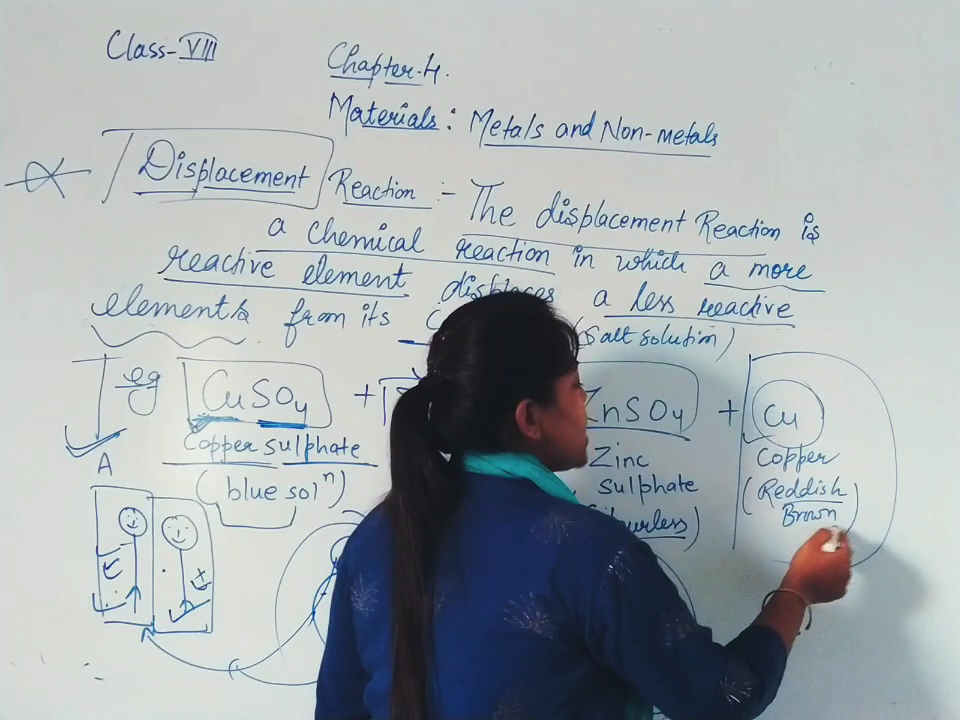 Class-VIII
Chapter-4.
Materials: Metals and Non-metals
Displacement Reaction :- The displacement Reaction is
a chemical reaction in which a more
reactive element displaces a less reactive
elements from its
(Salt solution)
eg CuSO4 + ZnSO4 + Cu
Copper sulphate Zinc Copper
(blue solⁿ) sulphate (Reddish
Brown)
A